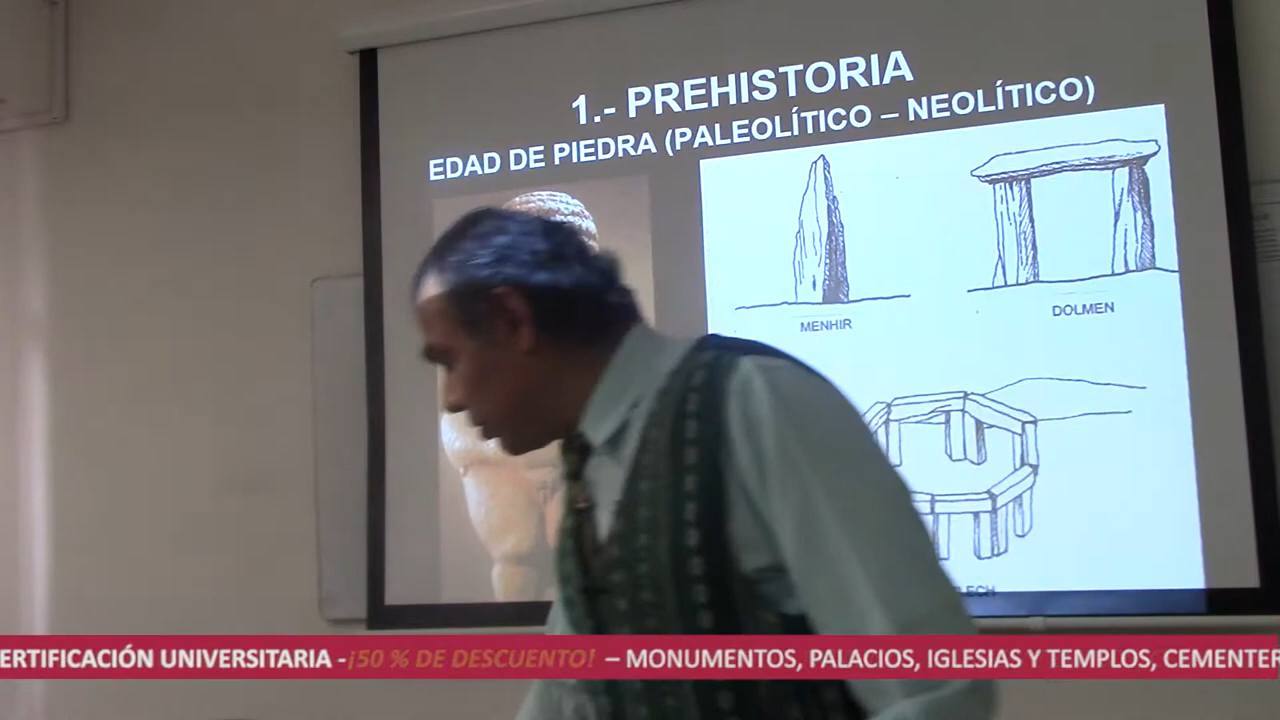 1.- PREHISTORIA
EDAD DE PIEDRA (PALEOLÍTICO – NEOLÍTICO)
MENHIR
DOLMEN
LECH
ERTIFICACIÓN UNIVERSITARIA -¡50 % DE DESCUENTO! – MONUMENTOS, PALACIOS, IGLESIAS Y TEMPLOS, CEMENTER